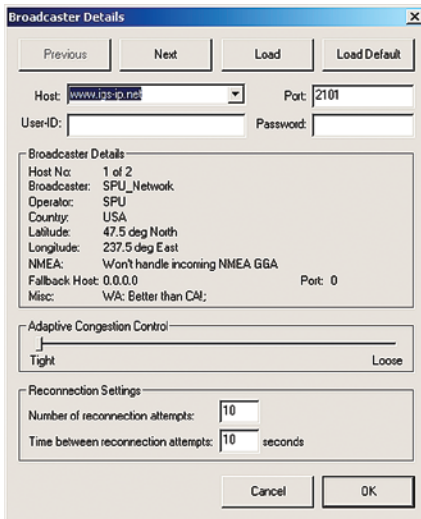 Broadcaster Details
Previous Next Load Load Default
Host: www.igs-ip.net Port: 2101
User-ID: Password:
Broadcaster Details
Host No: 1 of 2
Broadcaster: SPU_Network
Operator: SPU
Country: USA
Latitude: 47.5 deg North
Longitude: 237.5 deg East
NMEA: Won't handle incoming NMEA GGA
Fallback Host: 0.0.0.0 Port: 0
Misc: WA: Better than CA!;
Adaptive Congestion Control
Tight Loose
Reconnection Settings
Number of reconnection attempts: 10
Time between reconnection attempts: 10 seconds
Cancel OK